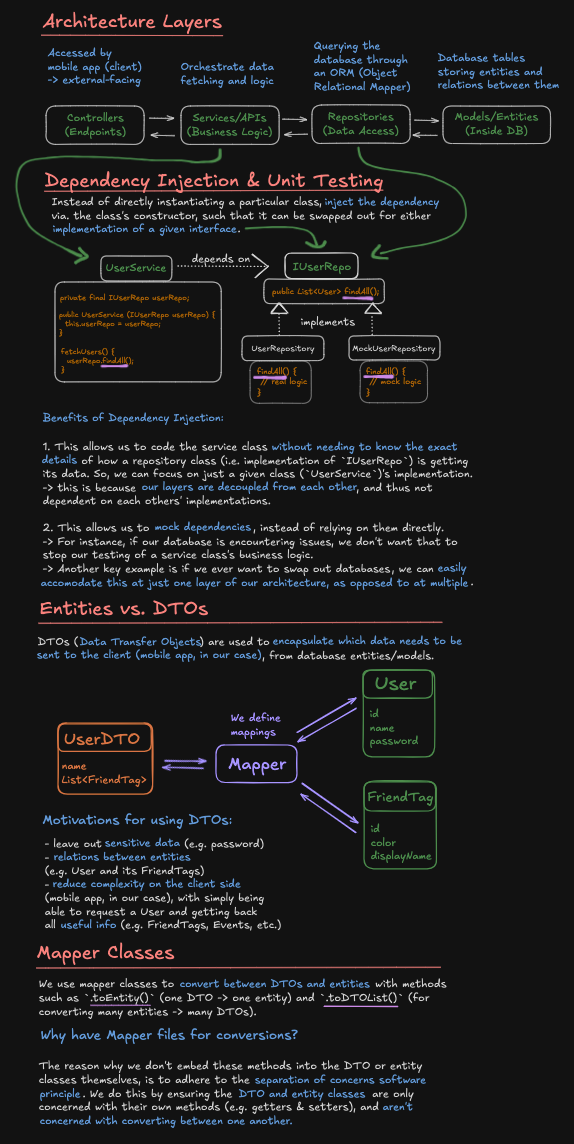 Architecture Layers
Accessed by
mobile app (client)
-> external-facing
Orchestrate data
fetching and logic
Querying the
database through
an ORM (Object
Relational Mapper)
Database tables
storing entities and
relations between them
Controllers
(Endpoints)
Services/APIs
(Business Logic)
Repositories
(Data Access)
Models/Entities
(Inside DB)
Dependency Injection & Unit Testing
Instead of directly instantiating a particular class, inject the dependency
via. the class's constructor, such that it can be swapped out for either
implementation of a given interface.
UserService
depends on
IUserRepo
private final IUserRepo userRepo;
public UserService (IUserRepo userRepo) {
this.userRepo = userRepo;
}
fetchUsers() {
userRepo.findAll();
}
public List<User> findAll();
implements
UserRepository
MockUserRepository
findAll() {
// real logic
}
findAll() {
// mock logic
}
Benefits of Dependency Injection:
1. This allows us to code the service class without needing to know the exact
details of how a repository class (i.e. implementation of `IUserRepo`) is getting
its data. So, we can focus on just a given class (`UserService`)'s implementation.
-> this is because our layers are decoupled from each other, and thus not
dependent on each others' implementations.
2. This allows us to mock dependencies, instead of relying on them directly.
-> For instance, if our database is encountering issues, we don't want that to
stop our testing of a service class's business logic.
-> Another key example is if we ever want to swap out databases, we can easily
accomodate this at just one layer of our architecture, as opposed to at multiple.
Entities vs. DTOs
DTOs (Data Transfer Objects) are used to encapsulate which data needs to be
sent to the client (mobile app, in our case), from database entities/models.
UserDTO
name
List<FriendTag>
We define
mappings
Mapper
User
id
name
password
FriendTag
id
color
displayName
Motivations for using DTOs:
- leave out sensitive data (e.g. password)
- relations between entities
(e.g. User and its FriendTags)
- reduce complexity on the client side
(mobile app, in our case), with simply being
able to request a User and getting back
all useful info (e.g. FriendTags, Events, etc.)
Mapper Classes
We use mapper classes to convert between DTOs and entities with methods
such as `.toEntity()` (one DTO -> one entity) and `.toDTOList()` (for
converting many entities -> many DTOs).
Why have Mapper files for conversions?
The reason why we don't embed these methods into the DTO or entity
classes themselves, is to adhere to the separation of concerns software
principle. We do this by ensuring the DTO and entity classes are only
concerned with their own methods (e.g. getters & setters), and aren't
concerned with converting between one another.